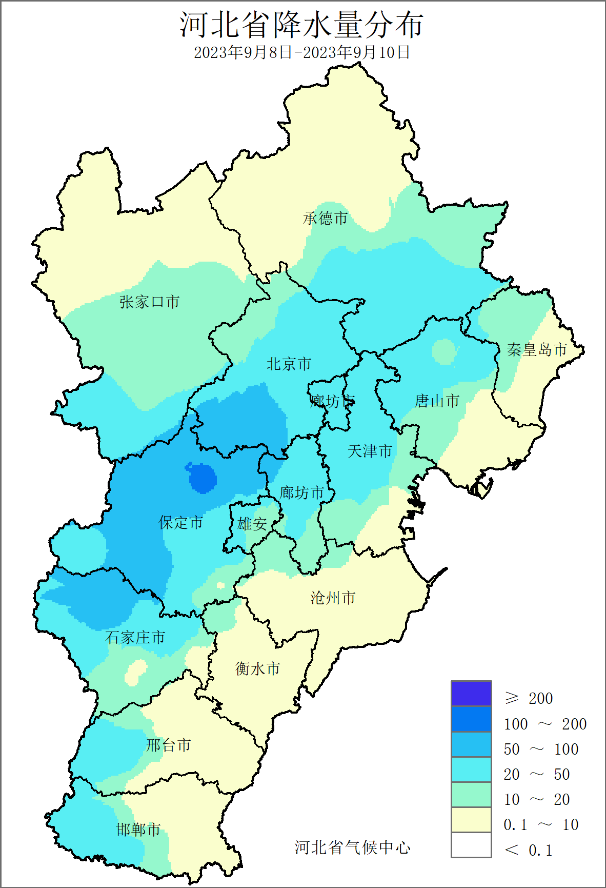 河北省降水量分布
2023年9月8日-2023年9月10日
承德市
张家口市
秦皇岛市
北京市
廊坊市
唐山市
天津市
廊坊市
保定市
雄安
沧州市
石家庄市
衡水市
邢台市
邯郸市
≥ 200
100 ~ 200
50 ~ 100
20 ~ 50
10 ~ 20
0.1 ~ 10
< 0.1
河北省气候中心